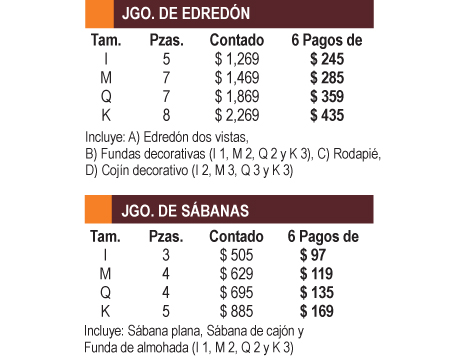 JGO. DE EDREDÓN
Tam. Pzas. Contado 6 Pagos de
I 5 $ 1,269 $ 245
M 7 $ 1,469 $ 285
Q 7 $ 1,869 $ 359
K 8 $ 2,269 $ 435
Incluye: A) Edredón dos vistas,
B) Fundas decorativas (I 1, M 2, Q 2 y K 3), C) Rodapié,
D) Cojín decorativo (I 2, M 3, Q 3 y K 3)
JGO. DE SÁBANAS
Tam. Pzas. Contado 6 Pagos de
I 3 $ 505 $ 97
M 4 $ 629 $ 119
Q 4 $ 695 $ 135
K 5 $ 885 $ 169
Incluye: Sábana plana, Sábana de cajón y
Funda de almohada (I 1, M 2, Q 2 y K 3)